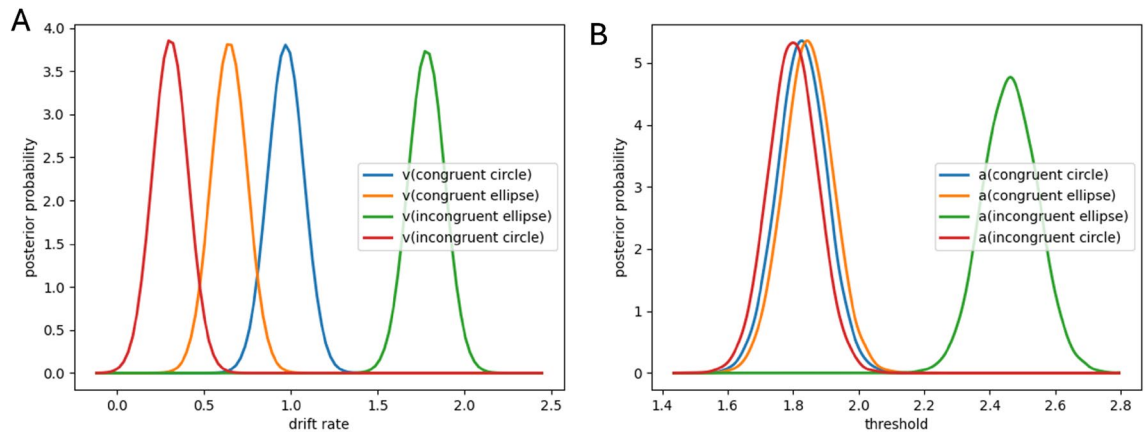 A
4.0
3.5
3.0
2.5
2.0
1.5
1.0
0.5
0.0
posterior probability
v(congruent circle)
v(congruent ellipse)
v(incongruent ellipse)
v(incongruent circle)
0.0 0.5 1.0 1.5 2.0 2.5
drift rate
B
5
4
3
2
1
0
posterior probability
a(congruent circle)
a(congruent ellipse)
a(incongruent ellipse)
a(incongruent circle)
1.4 1.6 1.8 2.0 2.2 2.4 2.6 2.8
threshold